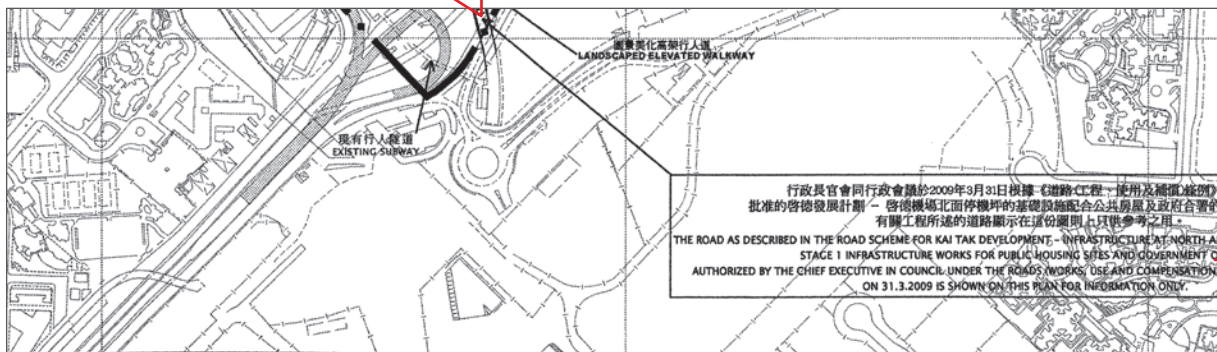 園景美化高架行人道
LANDSCAPED ELEVATED WALKWAY
現有行人隧道
EXISTING SUBWAY
行政長官會同行政會議於2009年3月31日根據《道路(工程、使用及補償)條例》
批准的啓德發展計劃 － 啓德機場北面停機坪的基礎設施配合公共房屋及政府合署的
有關工程所述的道路顯示在這份圖則上只供參考之用。
THE ROAD AS DESCRIBED IN THE ROAD SCHEME FOR KAI TAK DEVELOPMENT - INFRASTRUCTURE AT NORTH A
STAGE 1 INFRASTRUCTURE WORKS FOR PUBLIC HOUSING SITES AND GOVERNMENT
AUTHORIZED BY THE CHIEF EXECUTIVE IN COUNCIL UNDER THE ROADS (WORKS, USE AND COMPENSATION)
ON 31.3.2009 IS SHOWN ON THIS PLAN FOR INFORMATION ONLY.